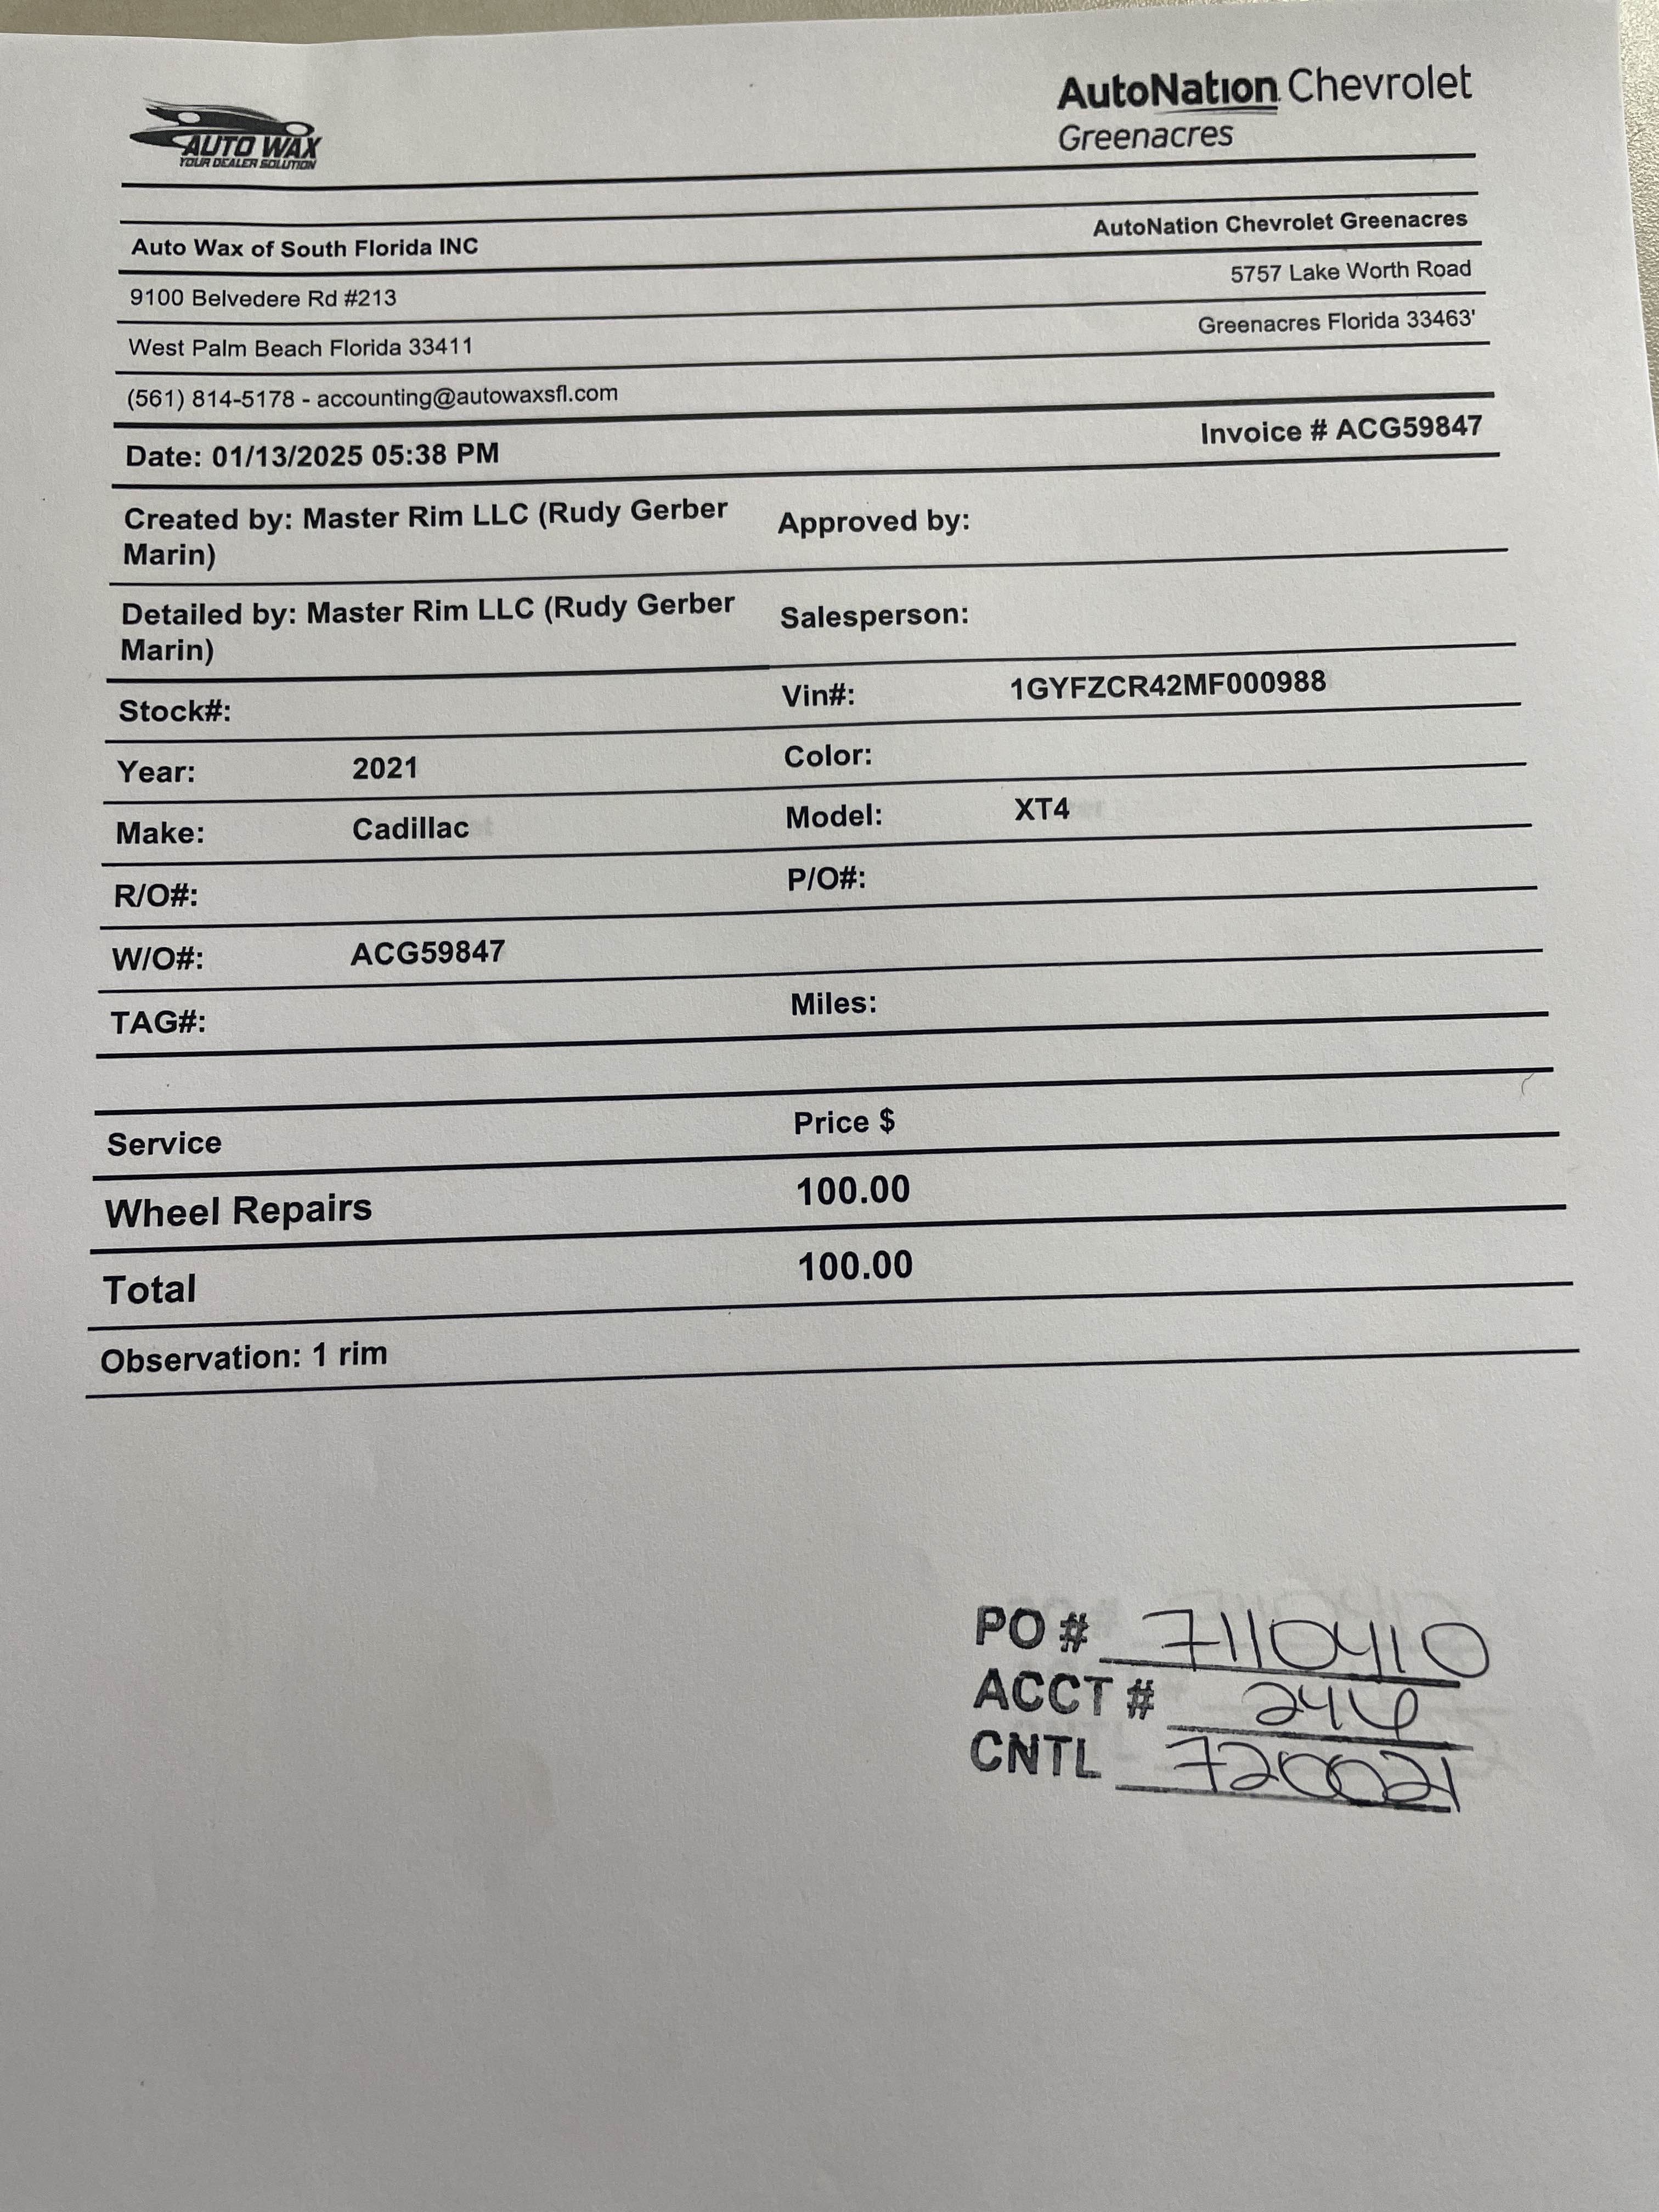 AUTO WAX
YOUR DEALER SOLUTION
AutoNation Chevrolet
Greenacres
Auto Wax of South Florida INC
AutoNation Chevrolet Greenacres
9100 Belvedere Rd #213
5757 Lake Worth Road
West Palm Beach Florida 33411
Greenacres Florida 33463'
(561) 814-5178 - accounting@autowaxsfl.com
Date: 01/13/2025 05:38 PM
Invoice # ACG59847
Created by: Master Rim LLC (Rudy Gerber
Marin)
Approved by:
Detailed by: Master Rim LLC (Rudy Gerber
Marin)
Salesperson:
Stock#:
Vin#: 1GYFZCR42MF000988
Year: 2021
Color:
Make: Cadillac
Model: XT4
R/O#:
P/O#:
W/O#: ACG59847
TAG#:
Miles:
Service Price $
Wheel Repairs 100.00
Total 100.00
Observation: 1 rim
PO # 7110410
ACCT # 246
CNTL 720021